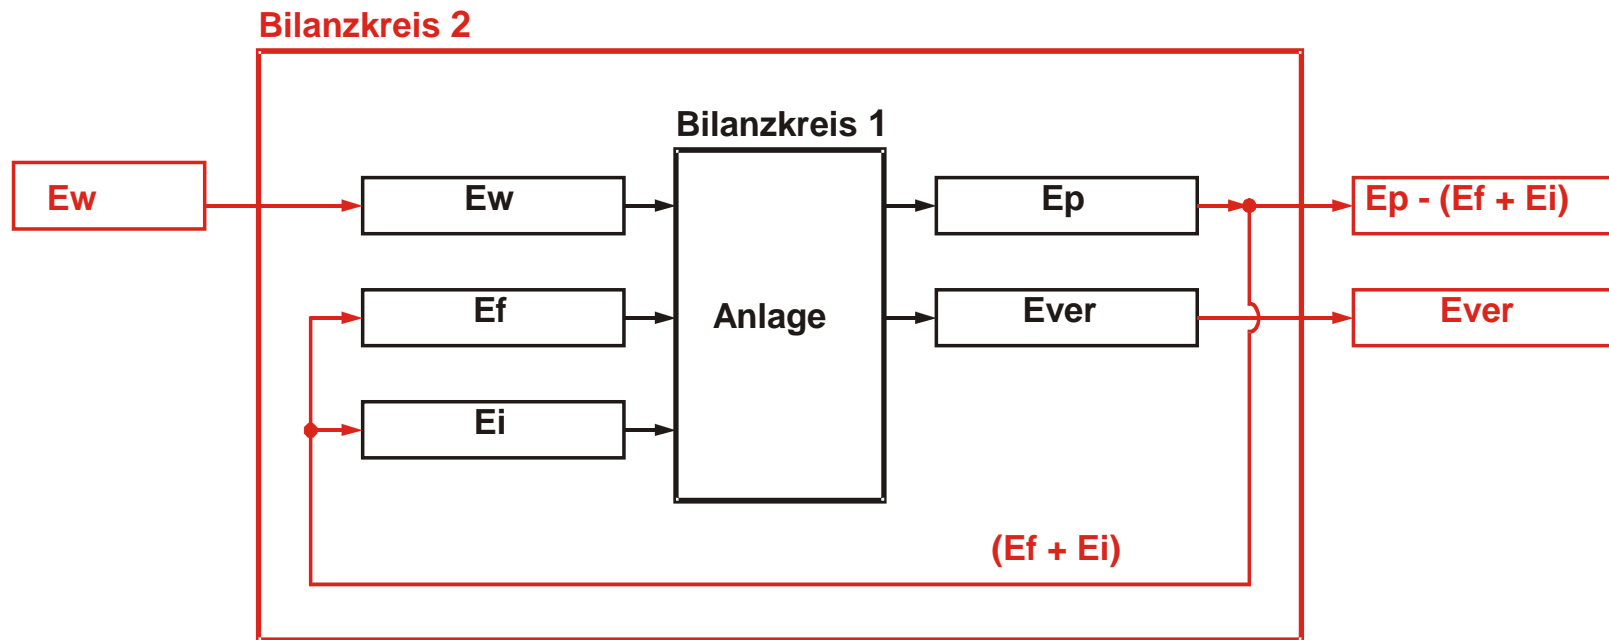 Bilanzkreis 2
Bilanzkreis 1
Ew
Ew
Ep
Ep - (Ef + Ei)
Ef
Anlage
Ever
Ever
Ei
(Ef + Ei)